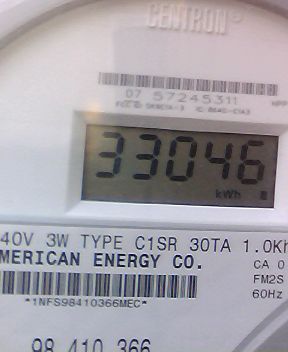 CENTRON®
07 57245311
33046
kWh
40V 3W TYPE C1SR 30TA 1.0Kh
MERICAN ENERGY CO.
CA 0
FM2S
60Hz
*1NFS98410366MEC*
98 410 366